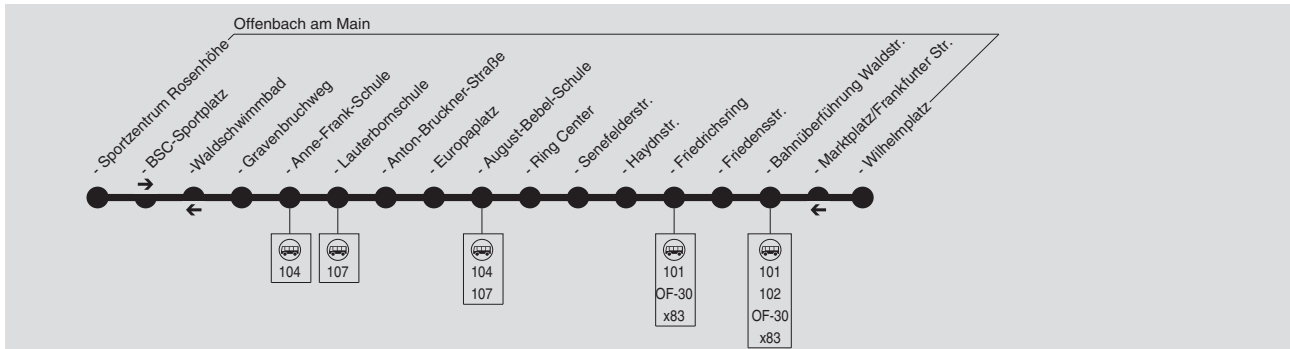 Offenbach am Main
- Sportzentrum Rosenhöhe
- BSC-Sportplatz
-Waldschwimmbad
- Gravenbruchweg
- Anne-Frank-Schule
- Lauterbornschule
- Anton-Bruckner-Straße
- Europaplatz
- August-Bebel-Schule
- Ring Center
- Senefelderstr.
- Haydnstr.
- Friedrichsring
- Friedensstr.
- Bahnüberführung Waldstr.
- Marktplatz/Frankfurter Str.
- Wilhelmplatz
104
107
104
107
101
OF-30
x83
101
102
OF-30
x83